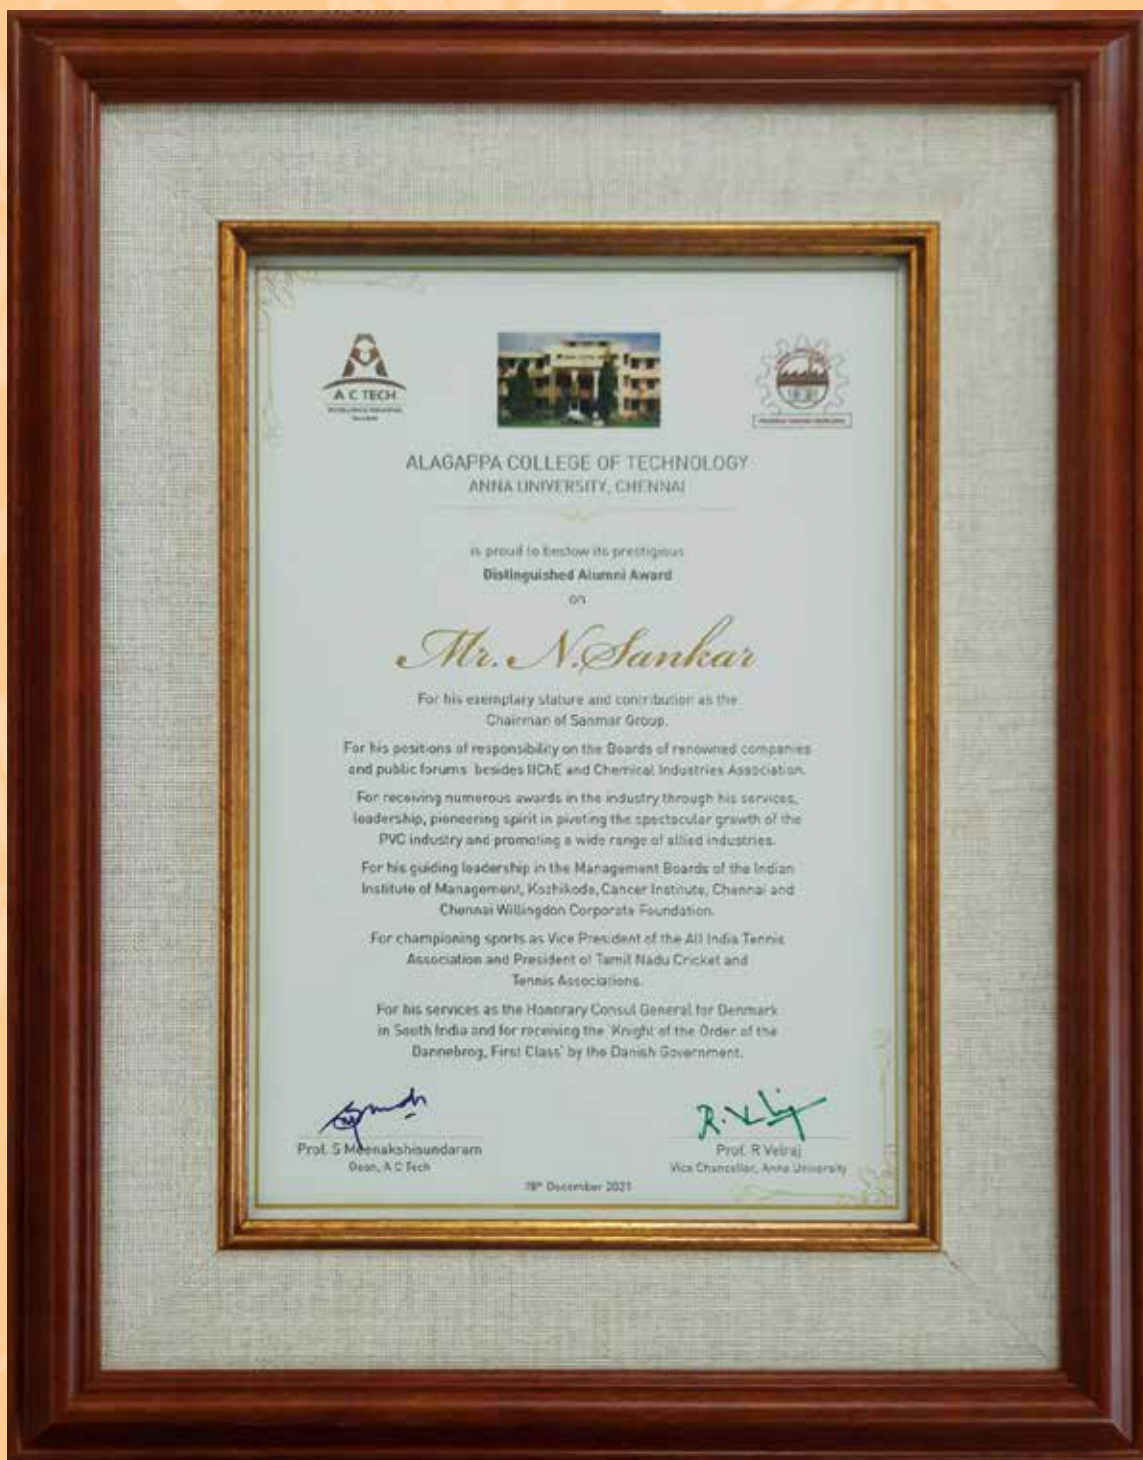 A C TECH
ALAGAPPA COLLEGE OF TECHNOLOGY
ANNA UNIVERSITY, CHENNAI
is proud to bestow its prestigious
Distinguished Alumni Award
on
Mr. N. Sankar
For his exemplary stature and contribution as the
Chairman of Sanmar Group.
For his positions of responsibility on the Boards of renowned companies
and public forums besides IIChE and Chemical Industries Association.
For receiving numerous awards in the industry through his services,
leadership, pioneering spirit in pivoting the spectacular growth of the
PVC industry and promoting a wide range of allied industries.
For his guiding leadership in the Management Boards of the Indian
Institute of Management, Kozhikode, Cancer Institute, Chennai and
Chennai Willingdon Corporate Foundation.
For championing sports as Vice President of the All India Tennis
Association and President of Tamil Nadu Cricket and
Tennis Associations.
For his services as the Honorary Consul General for Denmark
in South India and for receiving the 'Knight of the Order of the
Dannebrog, First Class' by the Danish Government.
Prof. S Meenakshisundaram
Dean, A C Tech
R. V
Prof. R Velraj
Vice Chancellor, Anna University
December 2021